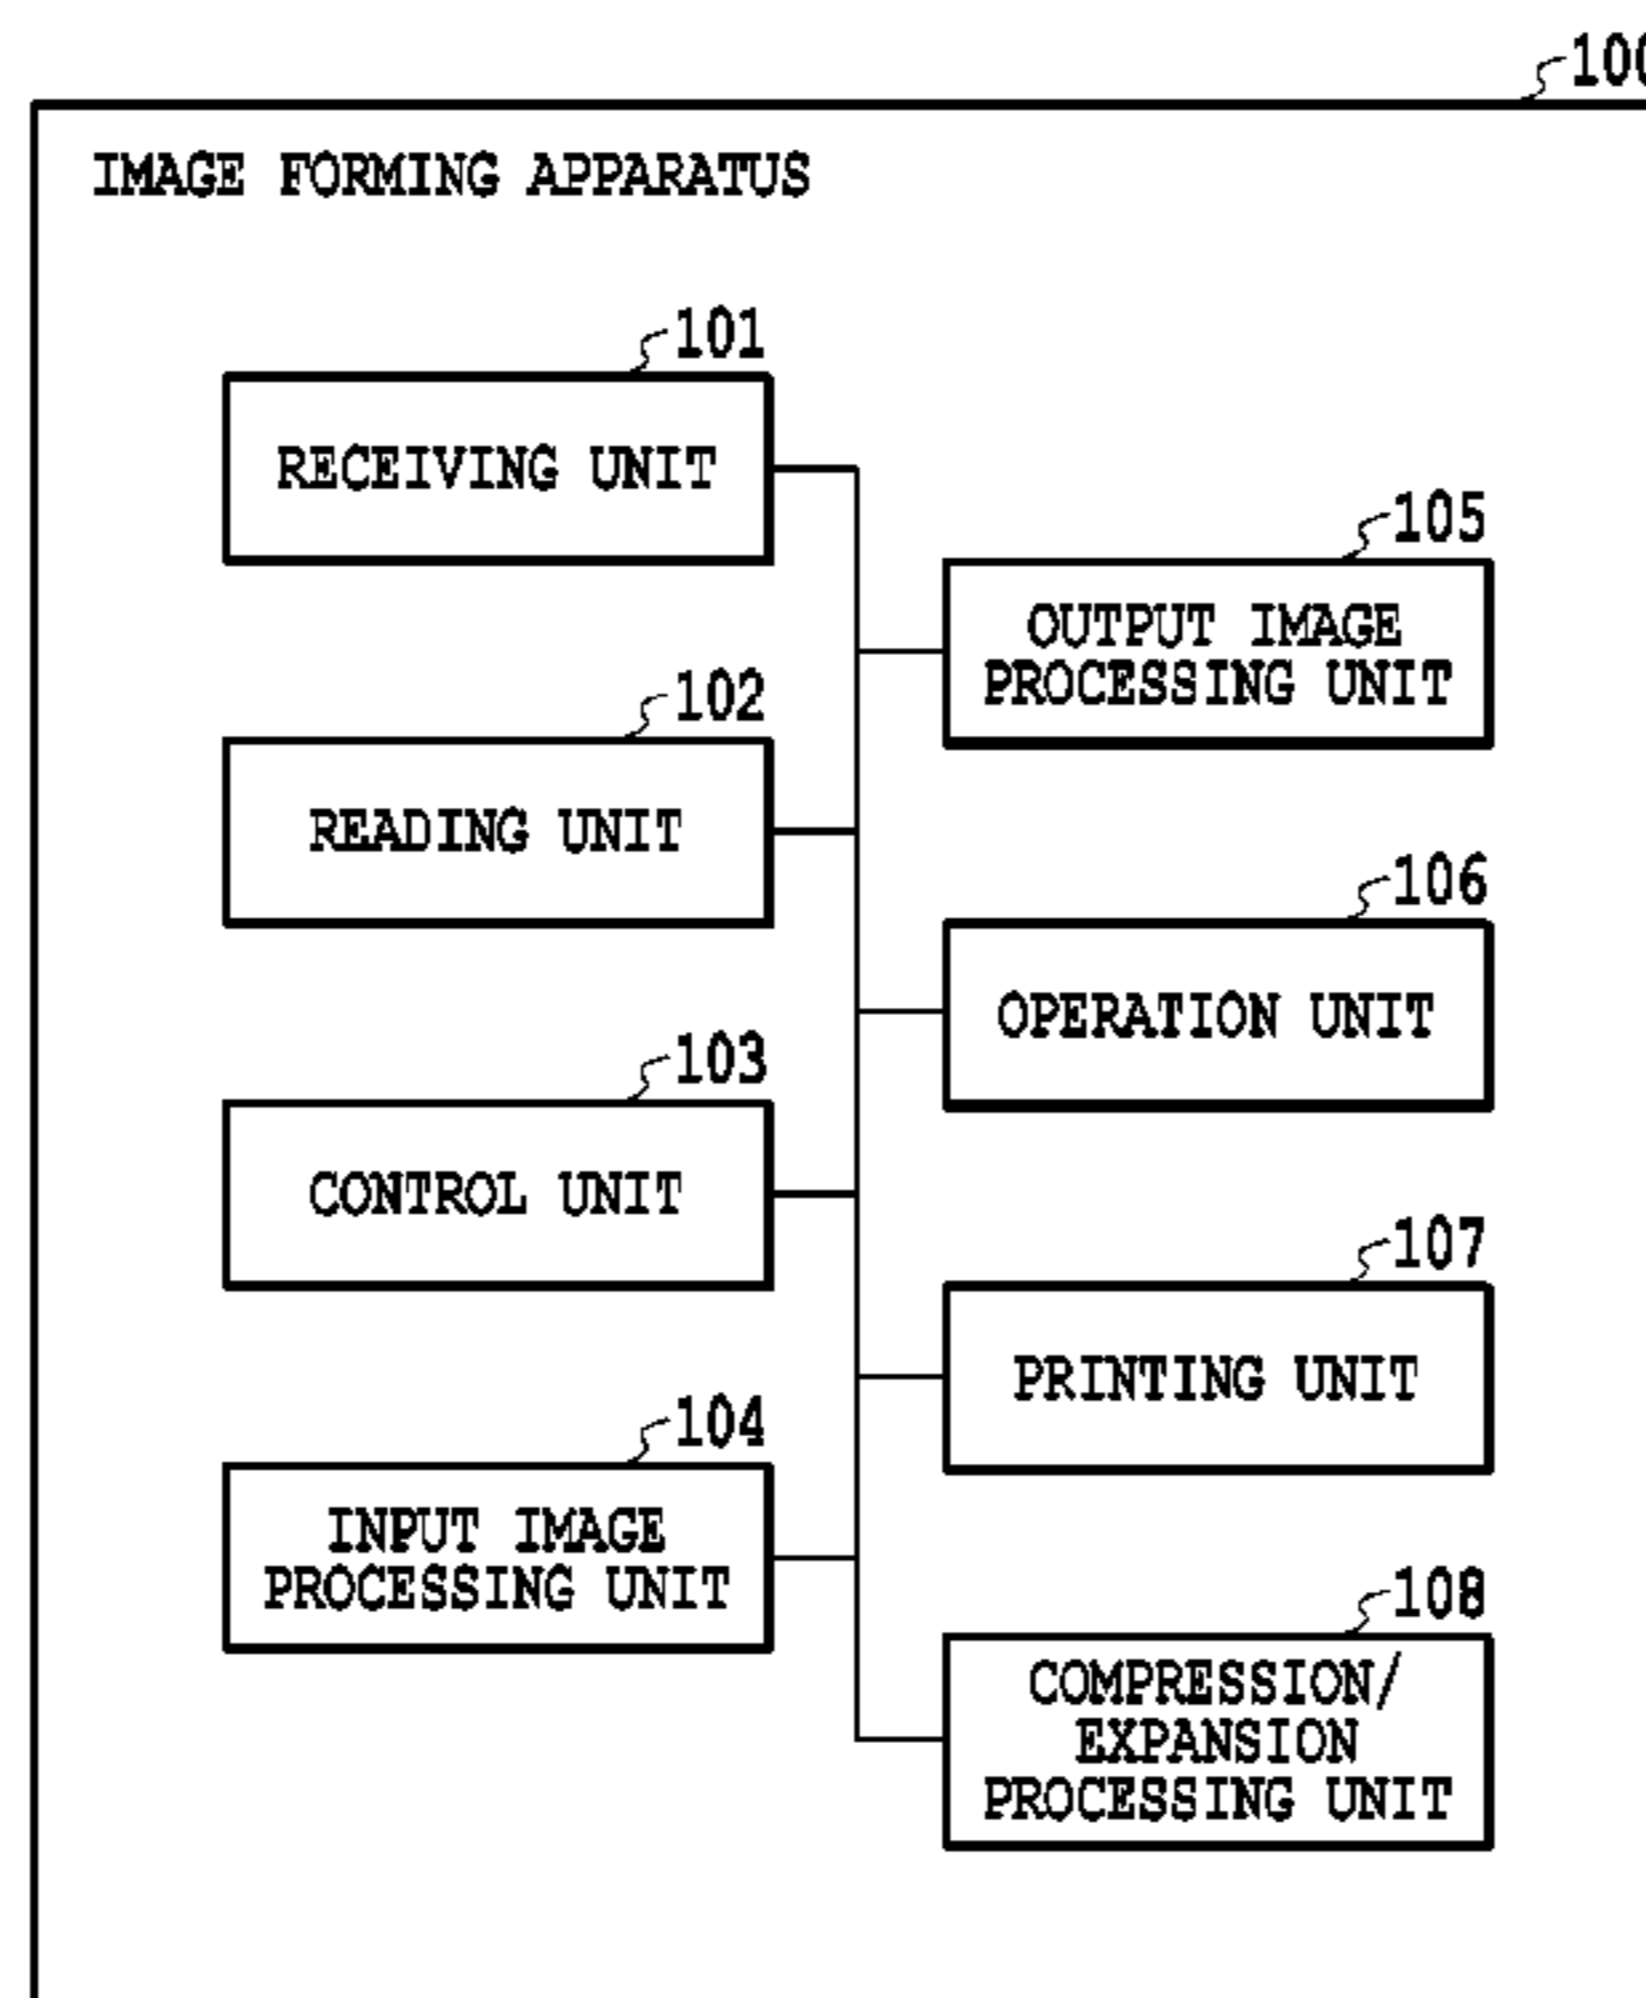 100
IMAGE FORMING APPARATUS
101
RECEIVING UNIT
102
READING UNIT
103
CONTROL UNIT
104
INPUT IMAGE
PROCESSING UNIT
105
OUTPUT IMAGE
PROCESSING UNIT
106
OPERATION UNIT
107
PRINTING UNIT
108
COMPRESSION/
EXPANSION
PROCESSING UNIT